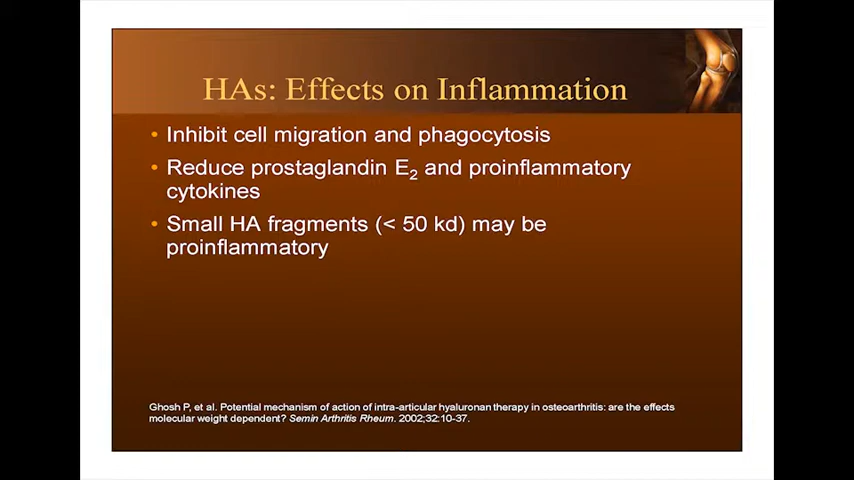 HAs: Effects on Inflammation
• Inhibit cell migration and phagocytosis
• Reduce prostaglandin E₂ and proinflammatory
cytokines
• Small HA fragments (< 50 kd) may be
proinflammatory
Ghosh P, et al. Potential mechanism of action of intra-articular hyaluronan therapy in osteoarthritis: are the effects
molecular weight dependent? Semin Arthritis Rheum. 2002;32:10-37.